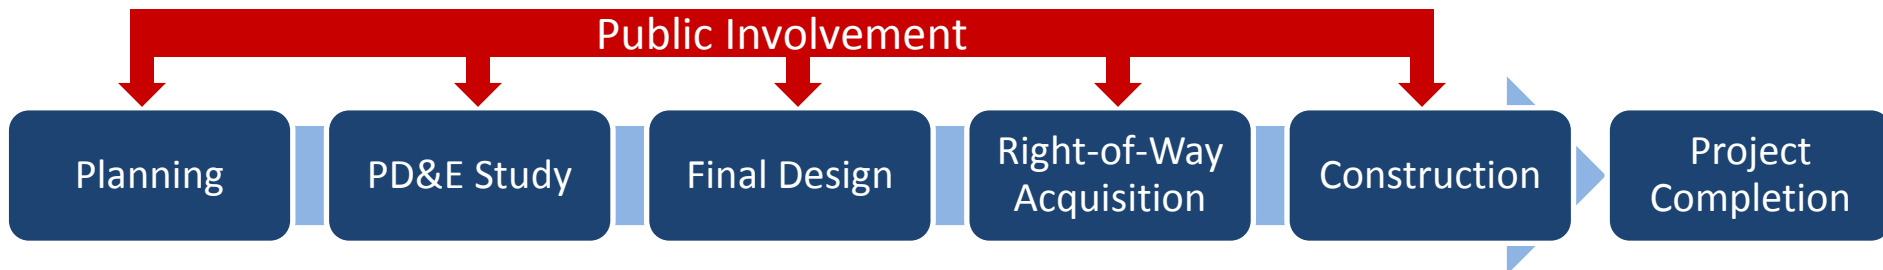 Public Involvement
Planning
PD&E Study
Final Design
Right-of-Way
Acquisition
Construction
Project
Completion